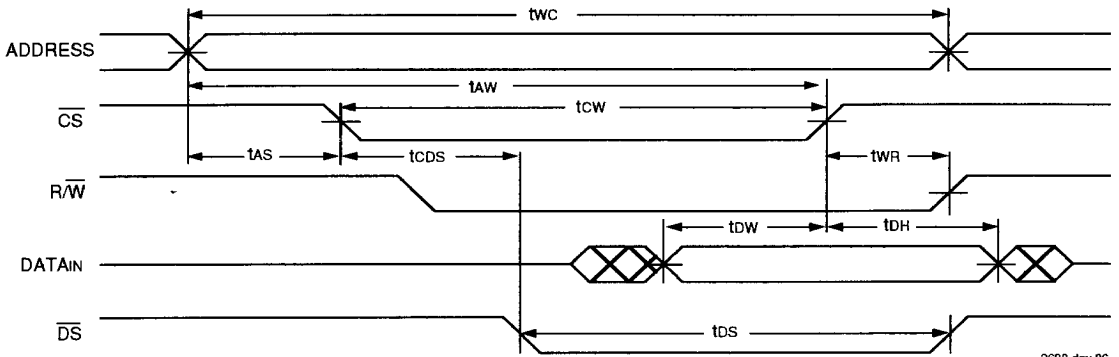 tWC
ADDRESS
tAW
CS
tCW
tAS
tCDS
tWR
R/W
tDW
tDH
DATAIN
DS
tDS